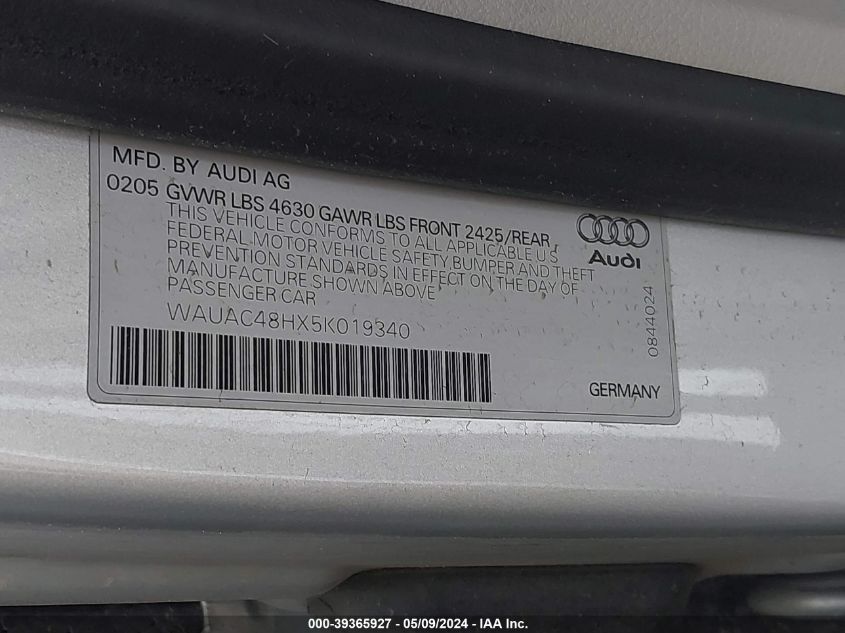 MFD. BY AUDI AG
0205 GVWR LBS 4630 GAWR LBS FRONT 2425/REAR
THIS VEHICLE CONFORMS TO ALL APPLICABLE U S
FEDERAL MOTOR VEHICLE SAFETY,BUMPER AND THEFT
PREVENTION STANDARDS IN EFFECT ON THE DAY OF
MANUFACTURE SHOWN ABOVE
PASSENGER CAR
WAUAC48HX5K019340
Audi
0844024
GERMANY
000-39365927 - 05/09/2024 - IAA Inc.